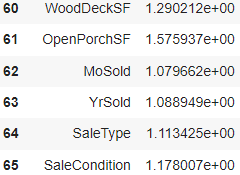 60 WoodDeckSF 1.290212e+00
61 OpenPorchSF 1.575937e+00
62 MoSold 1.079662e+00
63 YrSold 1.088949e+00
64 SaleType 1.113425e+00
65 SaleCondition 1.178007e+00